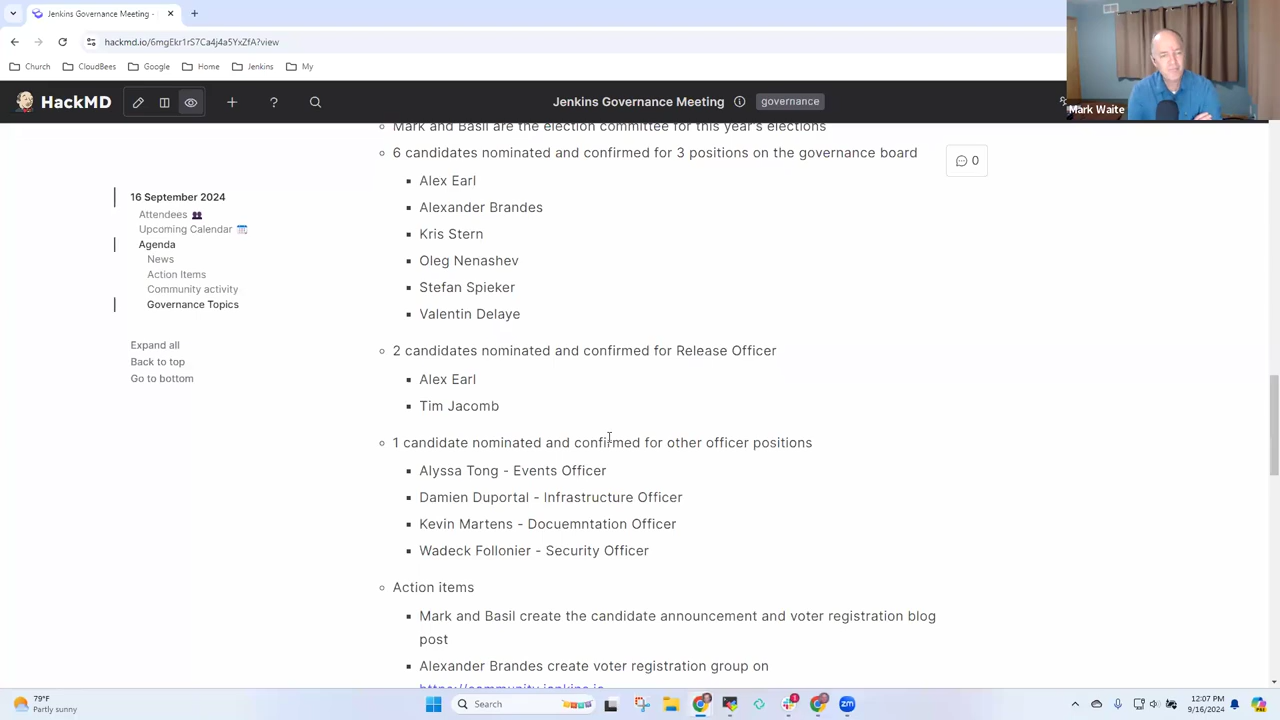 Jenkins Governance Meeting -
hackmd.io/6mgEkr1rS7Ca4j4a5YxZfA?view
Church
CloudBees
Google
Home
Jenkins
My
HackMD
Jenkins Governance Meeting
governance
Mark Waite
16 September 2024
Attendees
Upcoming Calendar
Agenda
News
Action Items
Community activity
Governance Topics
Expall all
Back to top
Go to bottom
Mark and Basil are the election committee for this year's elections
6 candidates nominated and confirmed for 3 positions on the governance board
0
Alex Earl
Alexander Brandes
Kris Stern
Oleg Nenashev
Stefan Spieker
Valentin Delaye
2 candidates nominated and confirmed for Release Officer
Alex Earl
Tim Jacomb
1 candidate nominated and confirmed for other officer positions
Alyssa Tong - Events Officer
Damien Duportal - Infrastructure Officer
Kevin Martens - Docuemntation Officer
Wadeck Follonier - Security Officer
Action items
Mark and Basil create the candidate announcement and voter registration blog
post
Alexander Brandes create voter registration group on
https://community.jenkins.io
79°F
Partly sunny
Search
zm
12:07 PM
9/16/2024